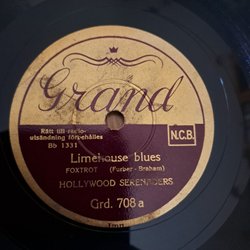 Grand
Rätt till radio-
utsändning förbehålles
Bb 1331
N.C.B.
Limehouse blues
FOXTROT (Furber - Braham)
HOLLYWOOD SERENADERS
Grd. 708 a